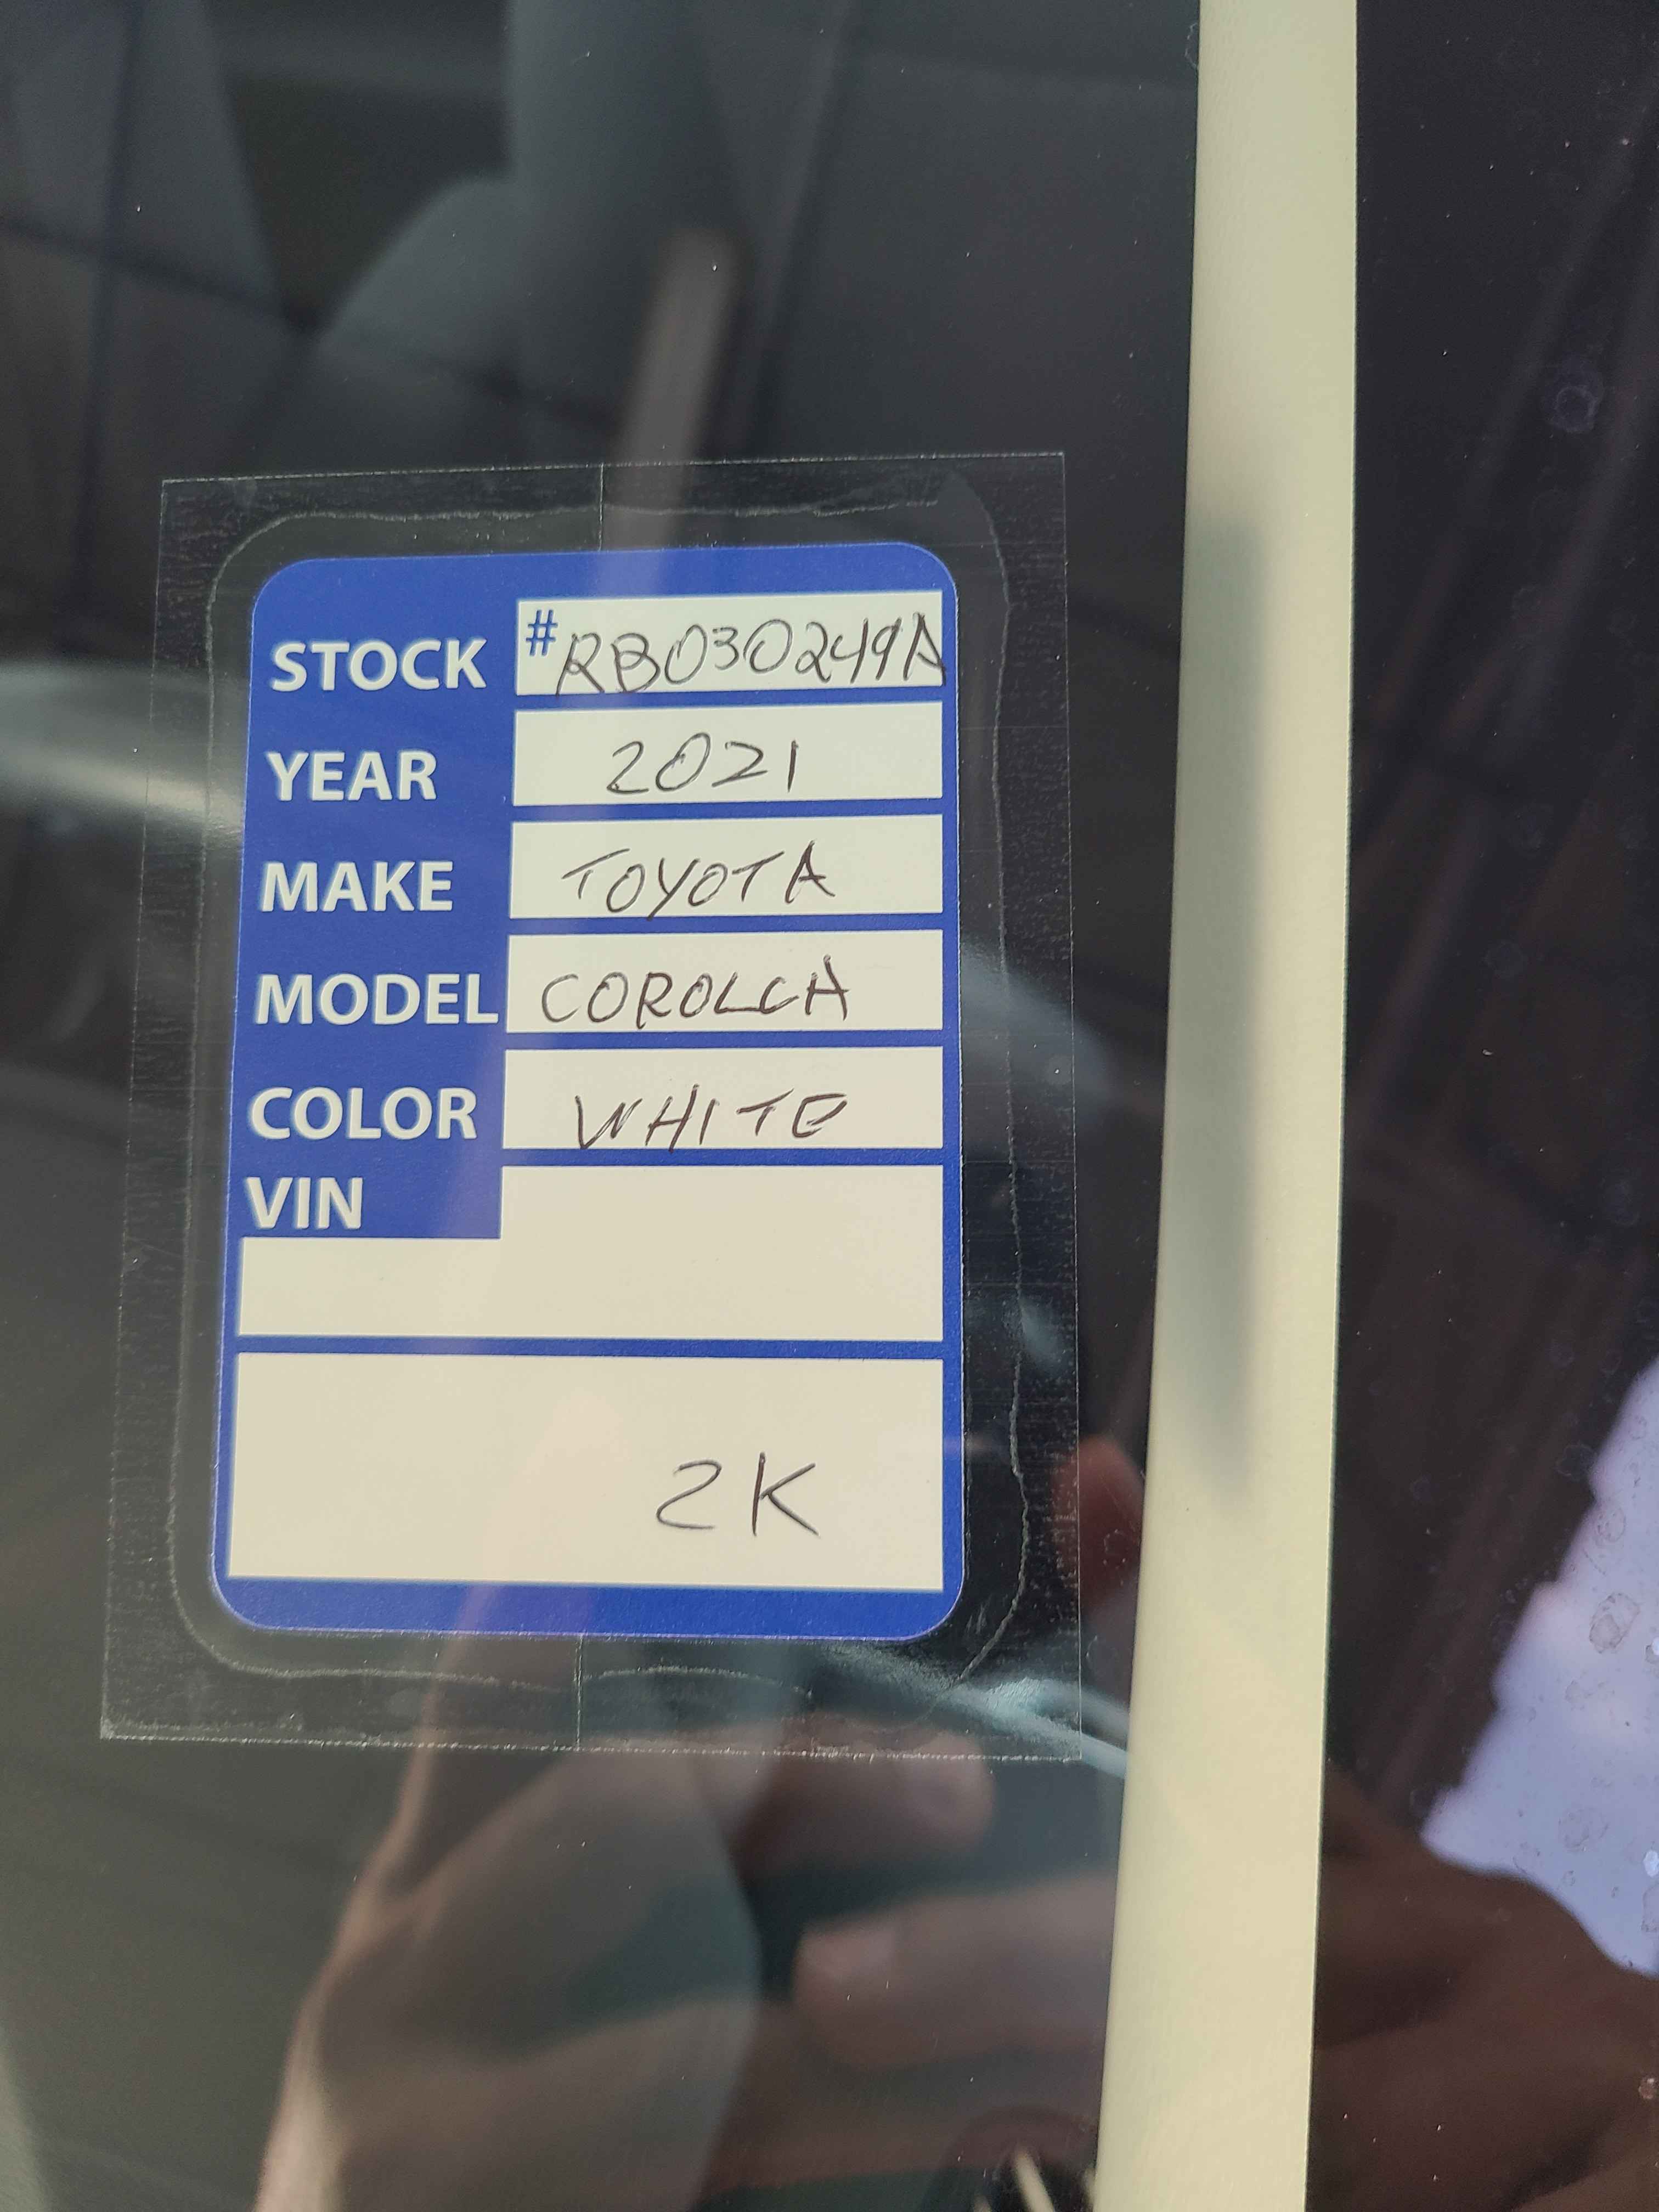 STOCK #RB030249A
YEAR 2021
MAKE TOYOTA
MODEL COROLLA
COLOR WHITE
VIN
2K